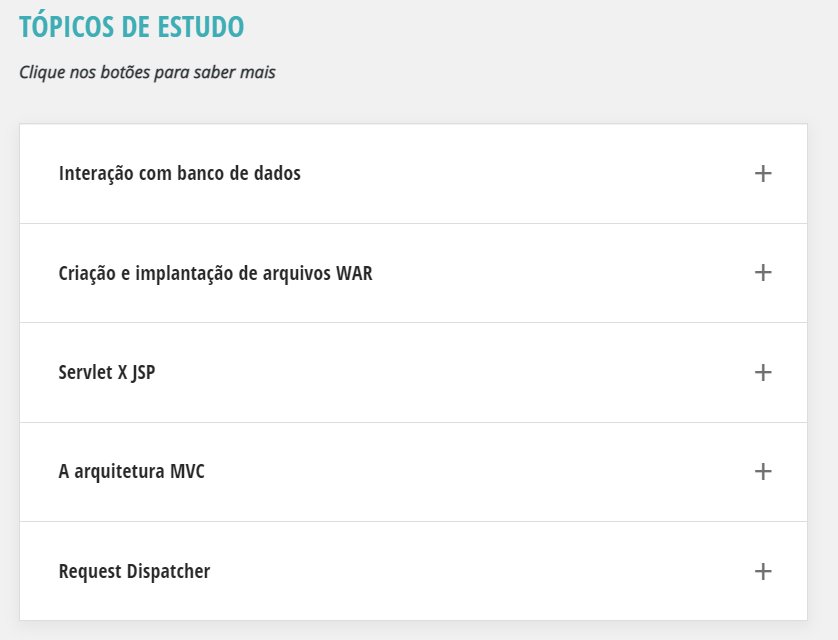 TÓPICOS DE ESTUDO
Clique nos botões para saber mais
Interação com banco de dados
Criação e implantação de arquivos WAR
Servlet X JSP
A arquitetura MVC
Request Dispatcher